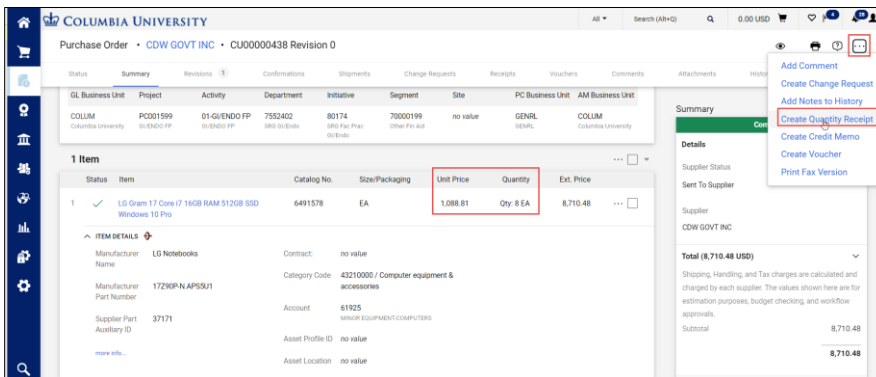 COLUMBIA UNIVERSITY
All
Search (Alt+Q)
0.00 USD
4
28
Purchase Order • CDW GOVT INC • CU00000438 Revision 0
Status Summary Revisions 1 Confirmations Shipments Change Requests Receipts Vouchers Comments Attachments Histor
Add Comment
Create Change Request
Add Notes to History
Create Quantity Receipt
Create Credit Memo
Create Voucher
Print Fax Version
GL Business Unit Project Activity Department Initiative Segment Site PC Business Unit AM Business Unit
COLUM PC001599 01-GI/ENDO FP 7552402 80174 70000199 no value GENRL COLUM
Columbia University GI/ENDO FP GI/ENDO FP SRG GI/Endo SRG Fac Prac Other Fin Aid GENRL Columbia University
GI/Endo
1 Item
Status Item Catalog No. Size/Packaging Unit Price Quantity Ext. Price
1 LG Gram 17 Core i7 16GB RAM 512GB SSD 6491578 EA 1,088.81 Qty: 8 EA 8,710.48
Windows 10 Pro
ITEM DETAILS
Manufacturer LG Notebooks
Name
Manufacturer 17Z90P-N.APS5U1
Part Number
Supplier Part 37171
Auxiliary ID
more info...
Contract: no value
Category Code 43210000 / Computer equipment &
accessories
Account 61925
MINOR EQUIPMENT-COMPUTERS
Asset Profile ID no value
Asset Location no value
Summary
Com
Details
Supplier Status
Sent To Supplier
Supplier
CDW GOVT INC
Total (8,710.48 USD)
Shipping, Handling, and Tax charges are calculated and
charged by each supplier. The values shown here are for
estimation purposes, budget checking, and workflow
approvals.
Subtotal 8,710.48
8,710.48